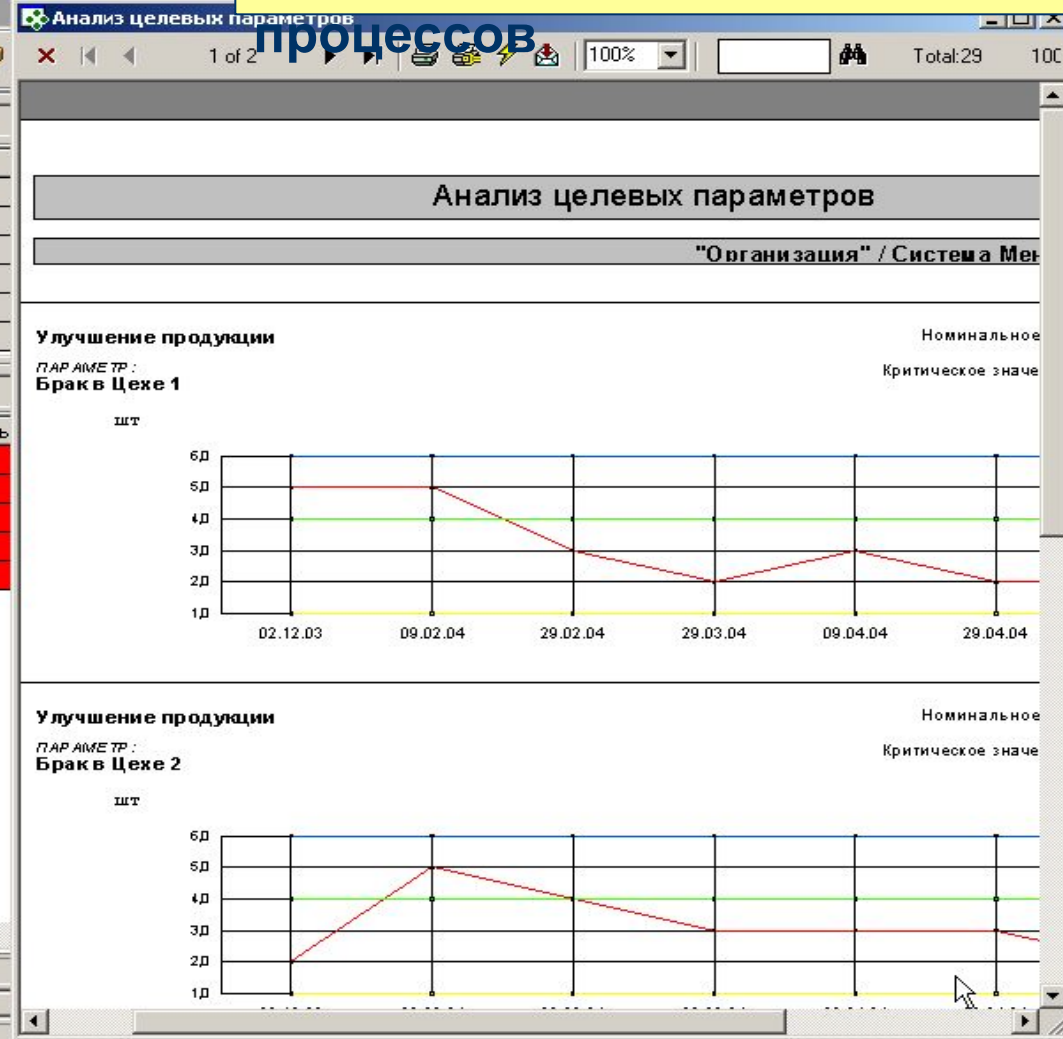 Анализ целевых параметров
процессов
1 of 2
100%
Total:29
100
Анализ целевых параметров
"Организация" / Система Мен
Улучшение продукции
Номинальное
ПАРАМЕТР:
Критическое значе
Брак в Цехе 1
шт
6,0
5,0
4,0
3,0
2,0
1,0
02.12.03 09.02.04 29.02.04 29.03.04 09.04.04 29.04.04
Улучшение продукции
Номинальное
ПАРАМЕТР:
Критическое значе
Брак в Цехе 2
шт
6,0
5,0
4,0
3,0
2,0
1,0